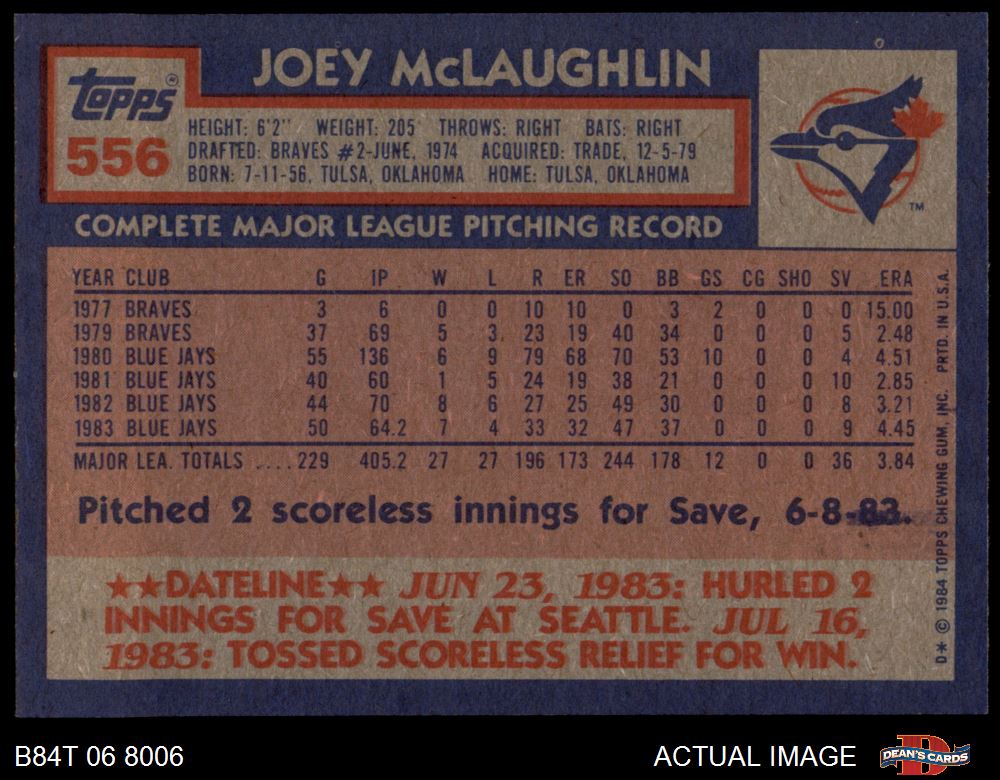 JOEY McLAUGHLIN
Topps®
556
HEIGHT: 6'2" WEIGHT: 205 THROWS: RIGHT BATS: RIGHT
DRAFTED: BRAVES #2-JUNE, 1974 ACQUIRED: TRADE, 12-5-79
BORN: 7-11-56, TULSA, OKLAHOMA HOME: TULSA, OKLAHOMA
TM
COMPLETE MAJOR LEAGUE PITCHING RECORD
YEAR CLUB G IP W L R ER SO BB GS CG SHO SV ERA
1977 BRAVES 3 6 0 0 10 10 0 3 2 0 0 0 15.00
1979 BRAVES 37 69 5 3 23 19 40 34 0 0 0 5 2.48
1980 BLUE JAYS 55 136 6 9 79 68 70 53 10 0 0 4 4.51
1981 BLUE JAYS 40 60 1 5 24 19 38 21 0 0 0 10 2.85
1982 BLUE JAYS 44 70 8 6 27 25 49 30 0 0 0 8 3.21
1983 BLUE JAYS 50 64.2 7 4 33 32 47 37 0 0 0 9 4.45
MAJOR LEA. TOTALS ....229 405.2 27 27 196 173 244 178 12 0 0 36 3.84
Pitched 2 scoreless innings for Save, 6-8-83.
★★DATELINE★★ JUN 23, 1983: HURLED 2
INNINGS FOR SAVE AT SEATTLE. JUL 16,
1983: TOSSED SCORELESS RELIEF FOR WIN.
D* © 1984 TOPPS CHEWING GUM, INC. PRTD. IN U.S.A.
B84T 06 8006
ACTUAL IMAGE
DEAN'S CARDS